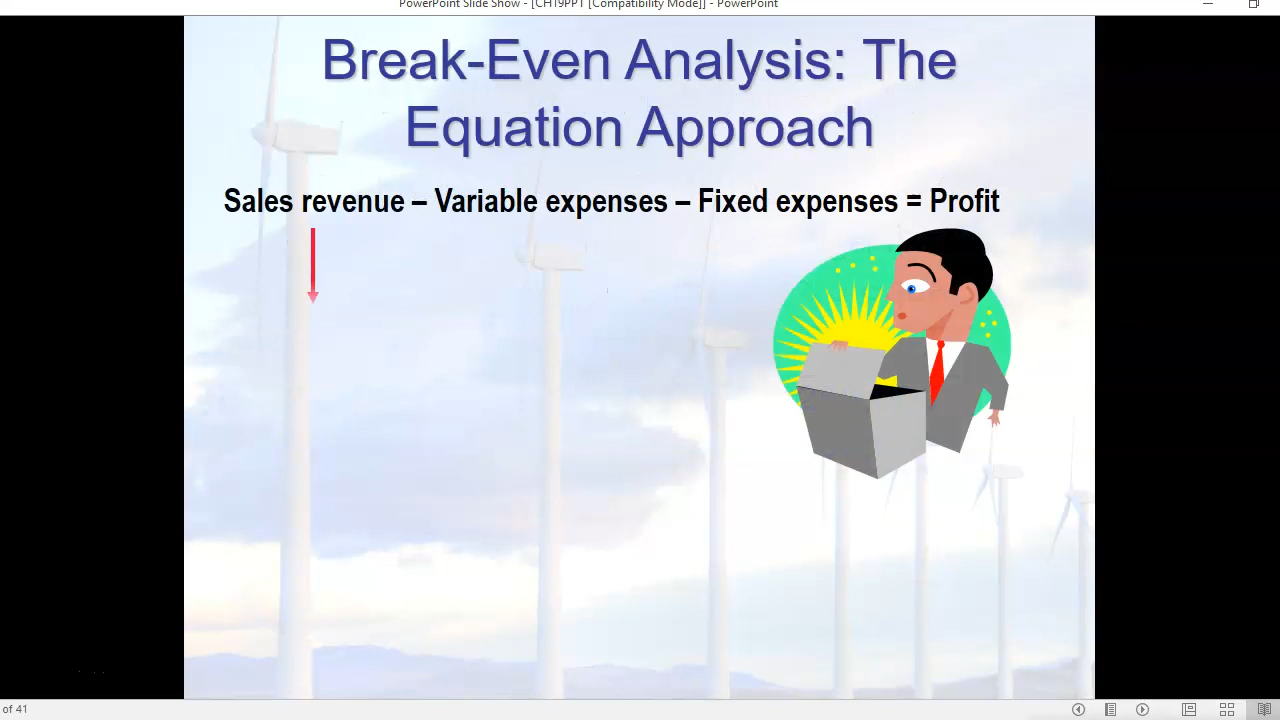 PowerPoint Slide Show - [CH19PPT [Compatibility Mode]] - PowerPoint
Break-Even Analysis: The
Equation Approach
Sales revenue – Variable expenses – Fixed expenses = Profit
of 41